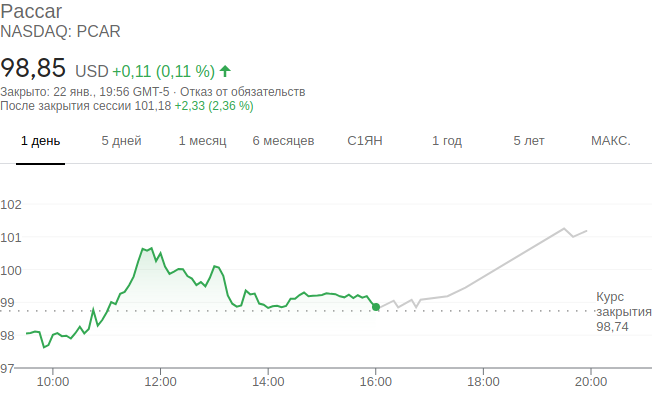 Paccar
NASDAQ: PCAR
98,85 USD +0,11 (0,11 %)
Закрыто: 22 янв., 19:56 GMT-5 · Отказ от обязательств
После закрытия сессии 101,18 +2,33 (2,36 %)
1 день 5 дней 1 месяц 6 месяцев С1ЯН 1 год 5 лет МАКС.
102
101
100
99
98
97
Курс
закрытия
98,74
10:00 12:00 14:00 16:00 18:00 20:00